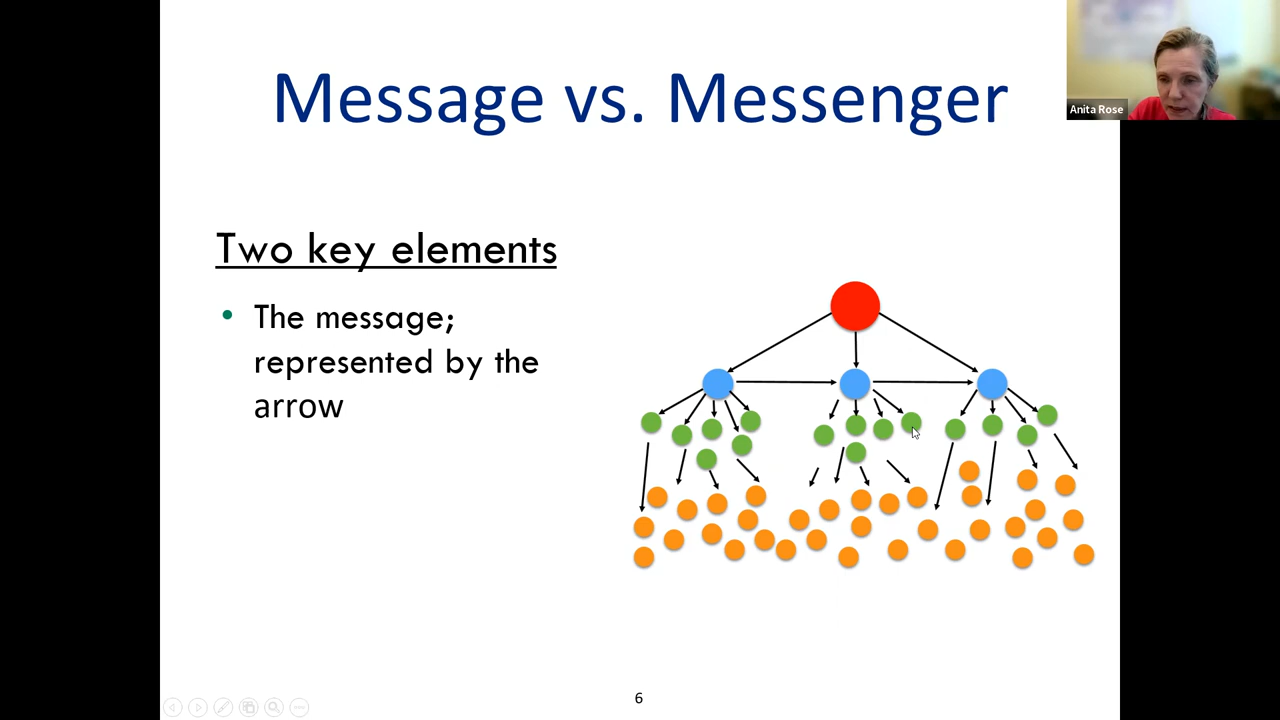 Message vs. Messenger
Anita Rose
Two key elements
• The message;
represented by the
arrow
6